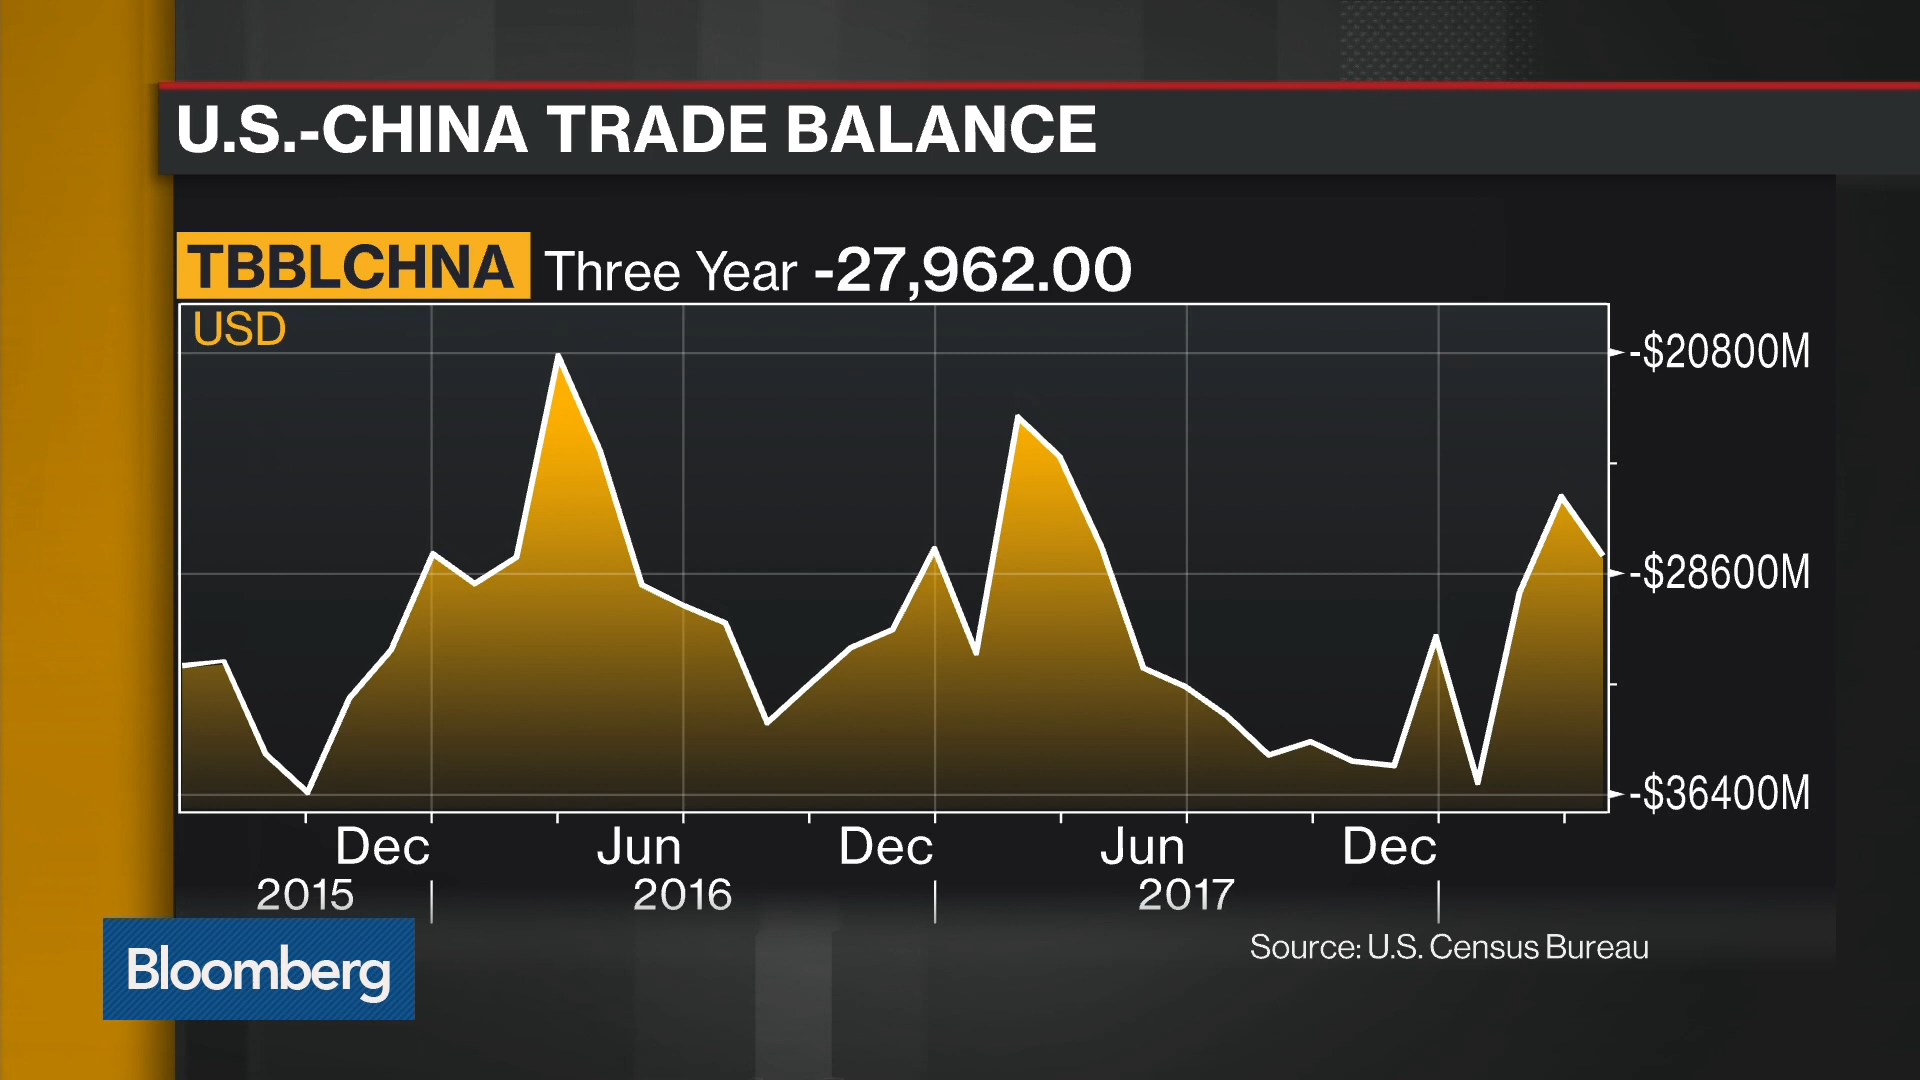 U.S.-CHINA TRADE BALANCE
TBBLCHNA Three Year -27,962.00
USD
-$20800M
-$28600M
-$36400M
Dec Jun Dec Jun Dec
2015 2016 2017
Source: U.S. Census Bureau
Bloomberg